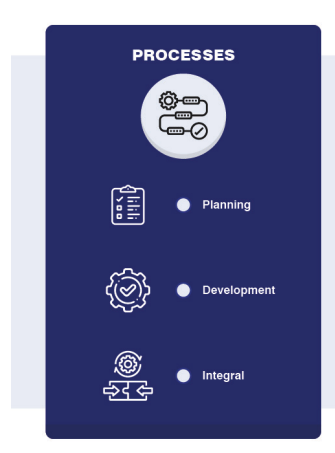 PROCESSES
Planning
Development
Integral